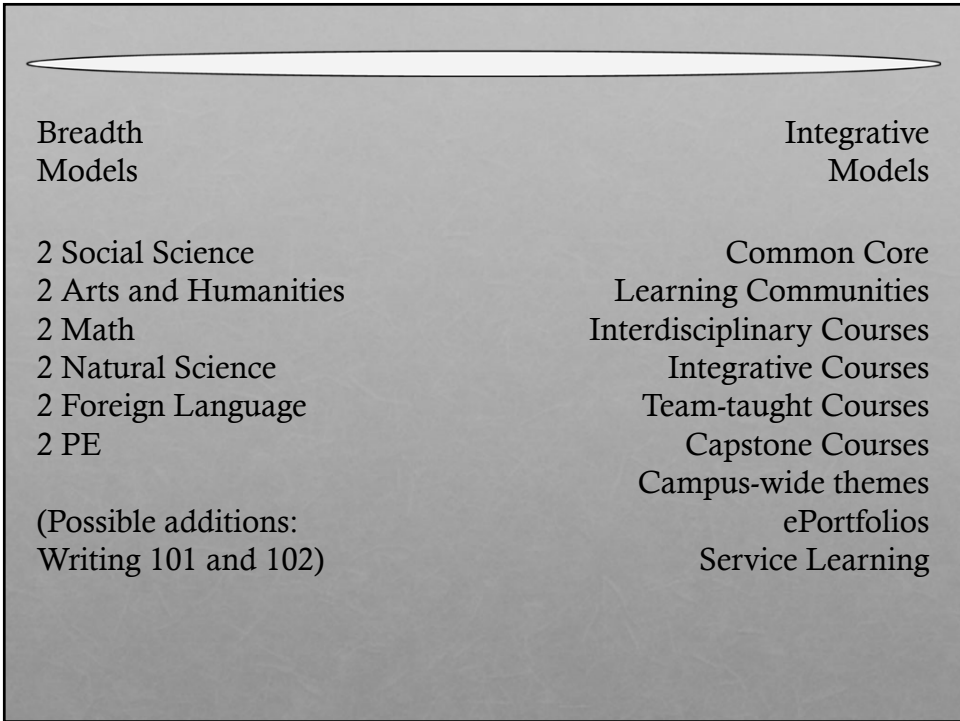 Breadth
Models
2 Social Science
2 Arts and Humanities
2 Math
2 Natural Science
2 Foreign Language
2 PE
(Possible additions:
Writing 101 and 102)
Integrative
Models
Common Core
Learning Communities
Interdisciplinary Courses
Integrative Courses
Team-taught Courses
Capstone Courses
Campus-wide themes
ePortfolios
Service Learning